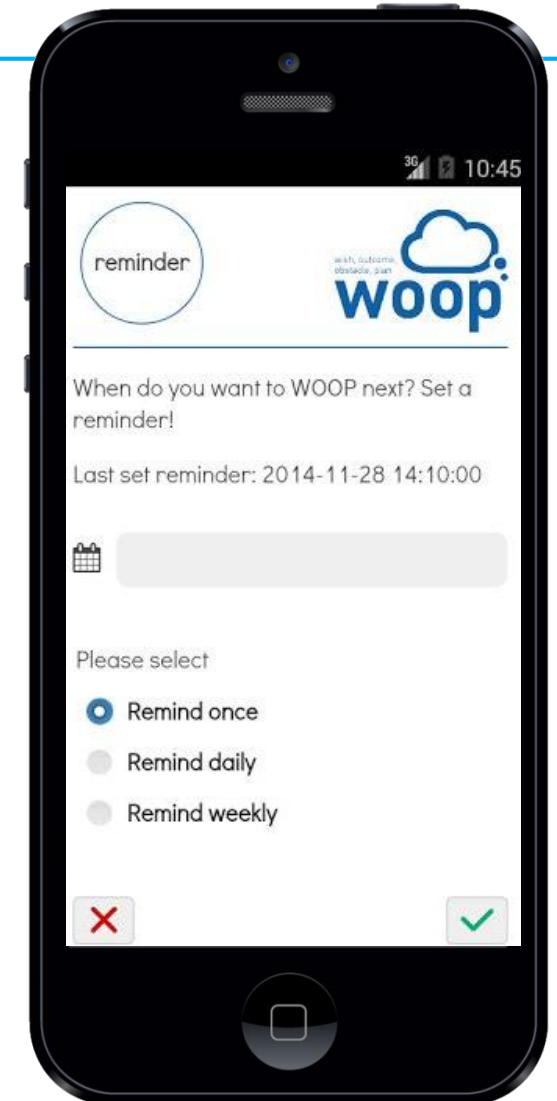 3G 10:45
reminder
wish, outcome,
obstacle, plan
woop
When do you want to WOOP next? Set a
reminder!
Last set reminder: 2014-11-28 14:10:00
Please select
Remind once
Remind daily
Remind weekly